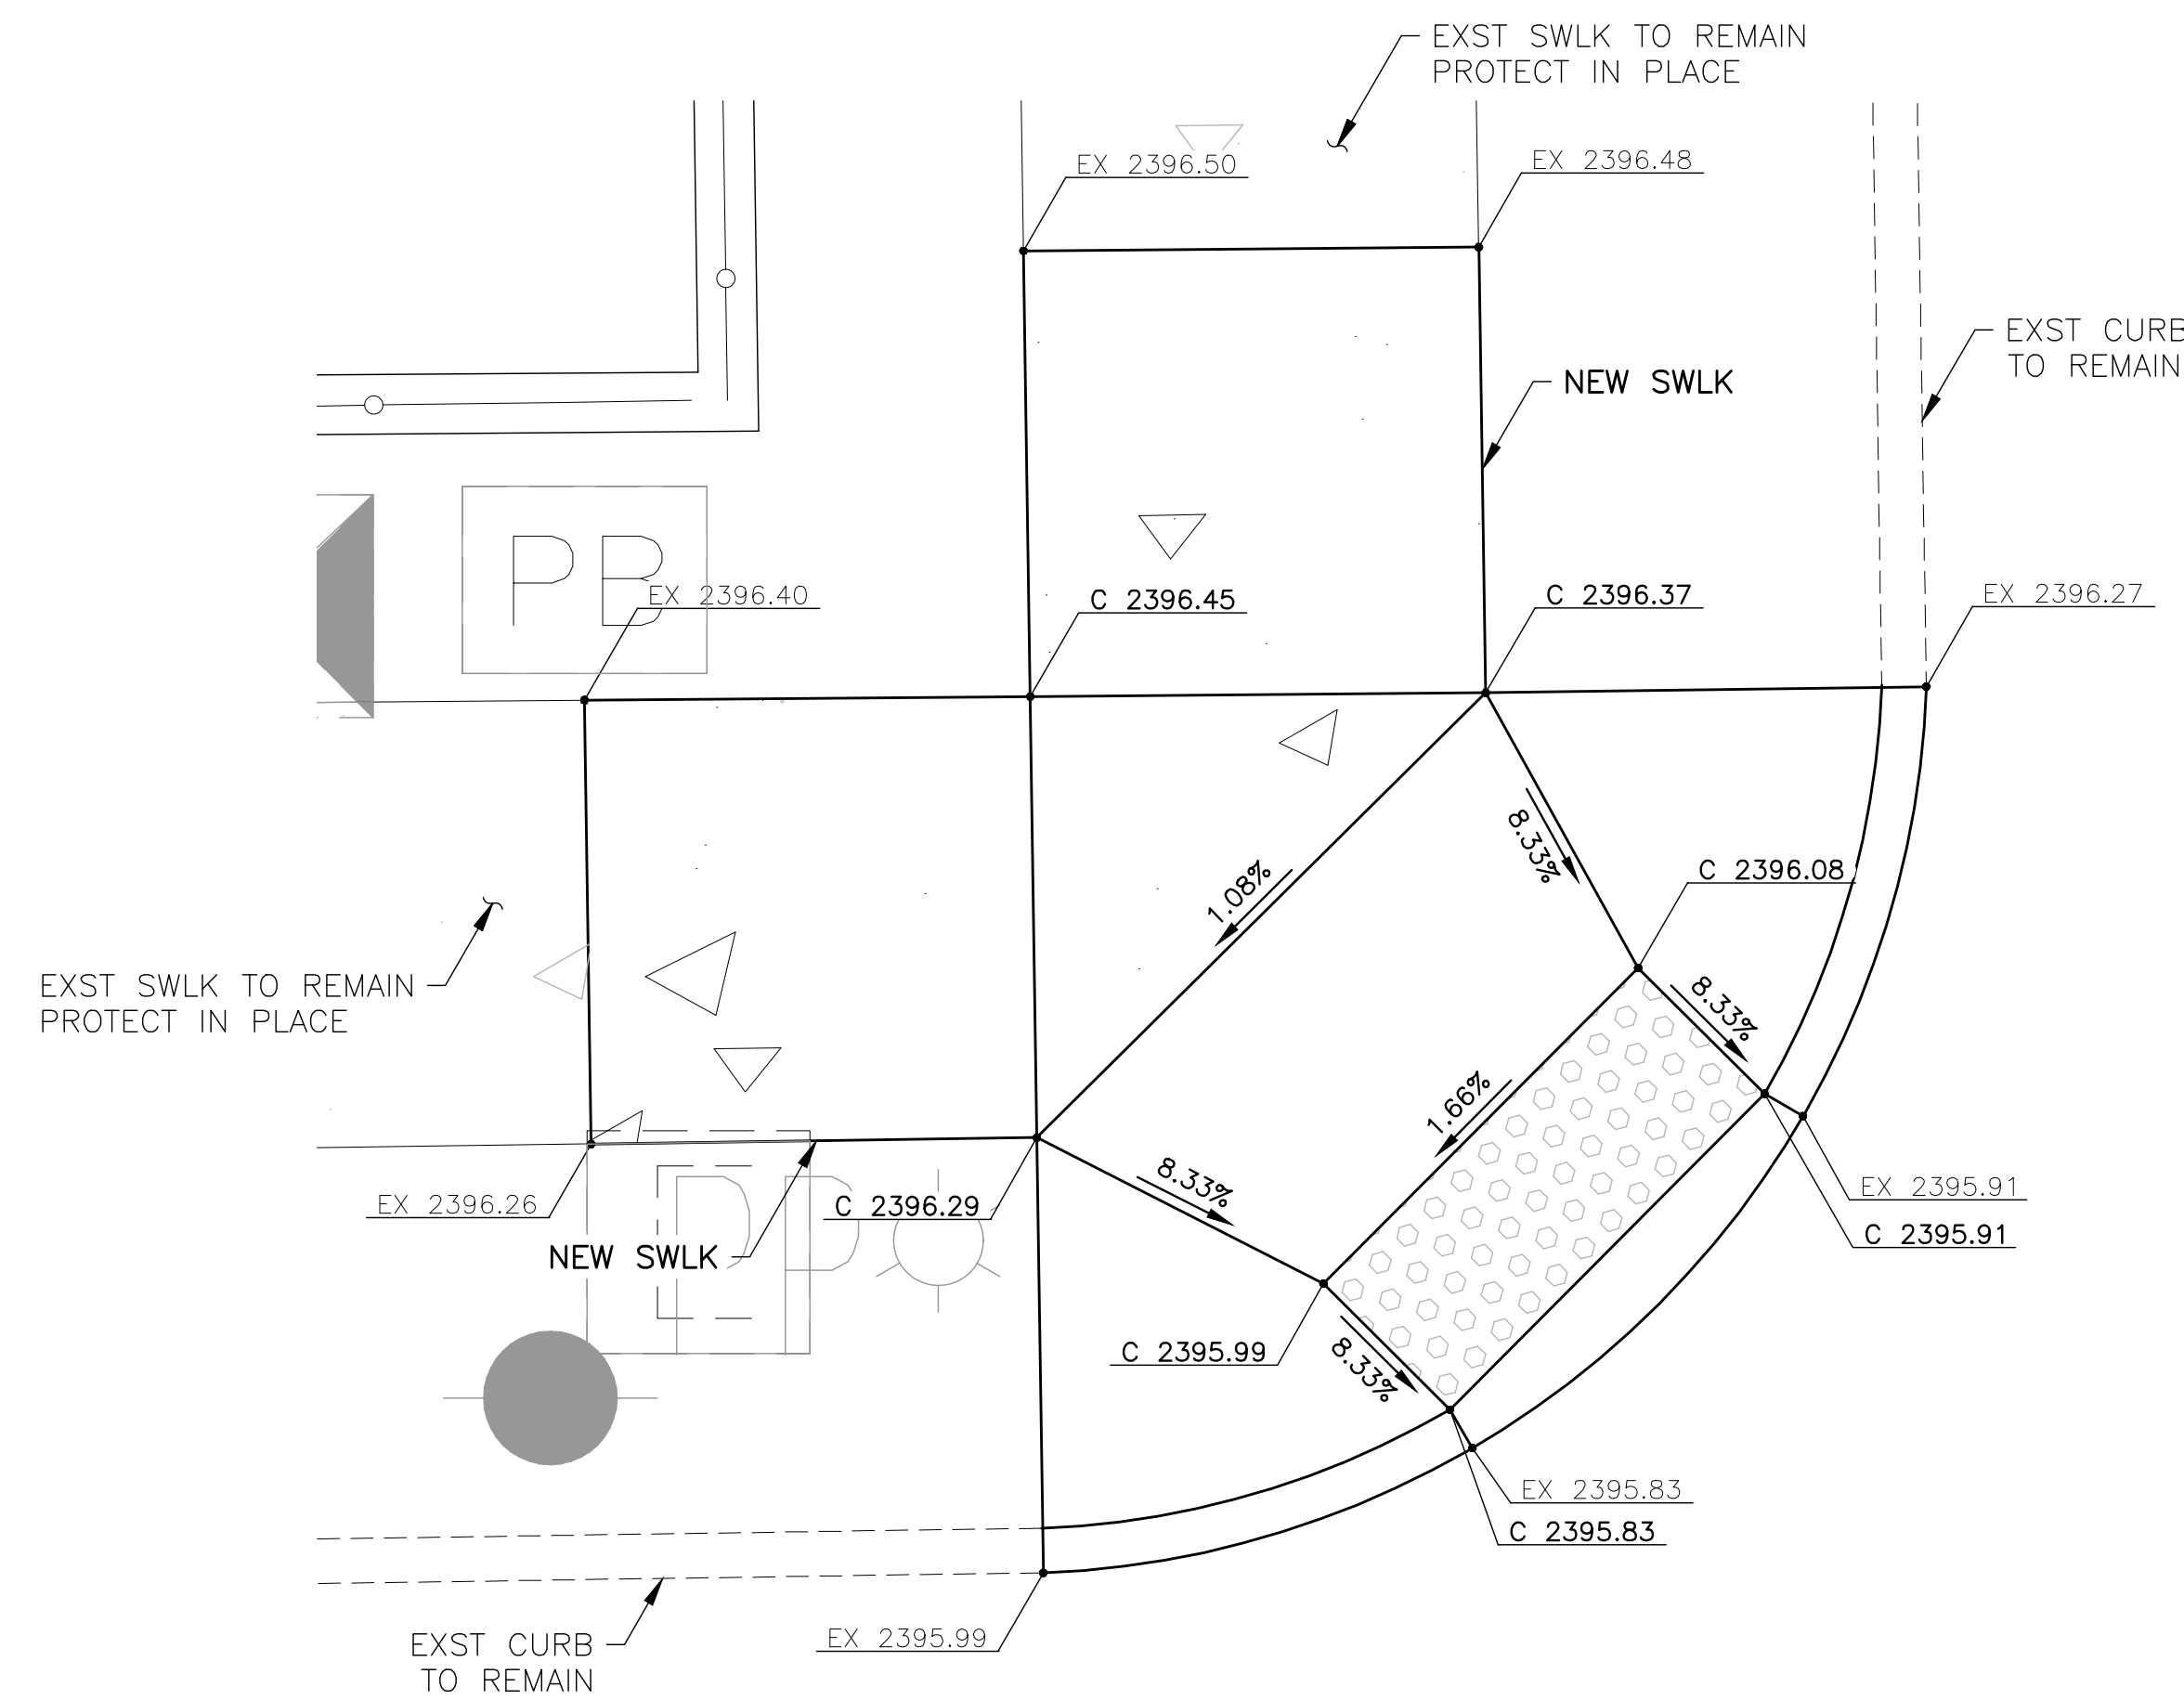 EXST SWLK TO REMAIN
PROTECT IN PLACE
EX 2396.50
EX 2396.48
EXST CURB
TO REMAIN
NEW SWLK
PB
EX 2396.40
C 2396.45
C 2396.37
EX 2396.27
8.33%
1.08%
C 2396.08
EXST SWLK TO REMAIN
PROTECT IN PLACE
8.33%
1.66%
8.33%
EX 2396.26
C 2396.29
EX 2395.91
C 2395.91
NEW SWLK
PP
C 2395.99
8.33%
EX 2395.83
C 2395.83
EX 2395.99
EXST CURB
TO REMAIN